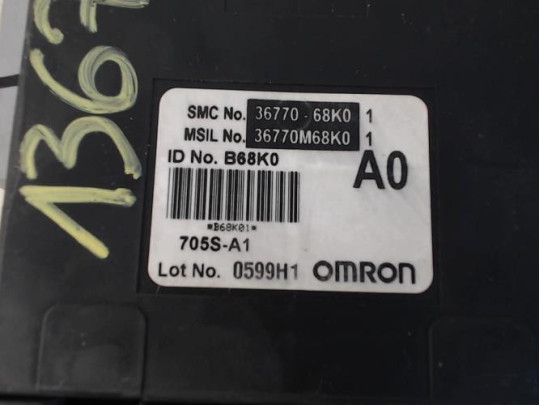 1367
SMC No. 36770-68K0 1
MSIL No. 36770M68K0 1
ID No. B68K0
A0
*B68K01*
705S-A1
Lot No. 0599H1 OMRON